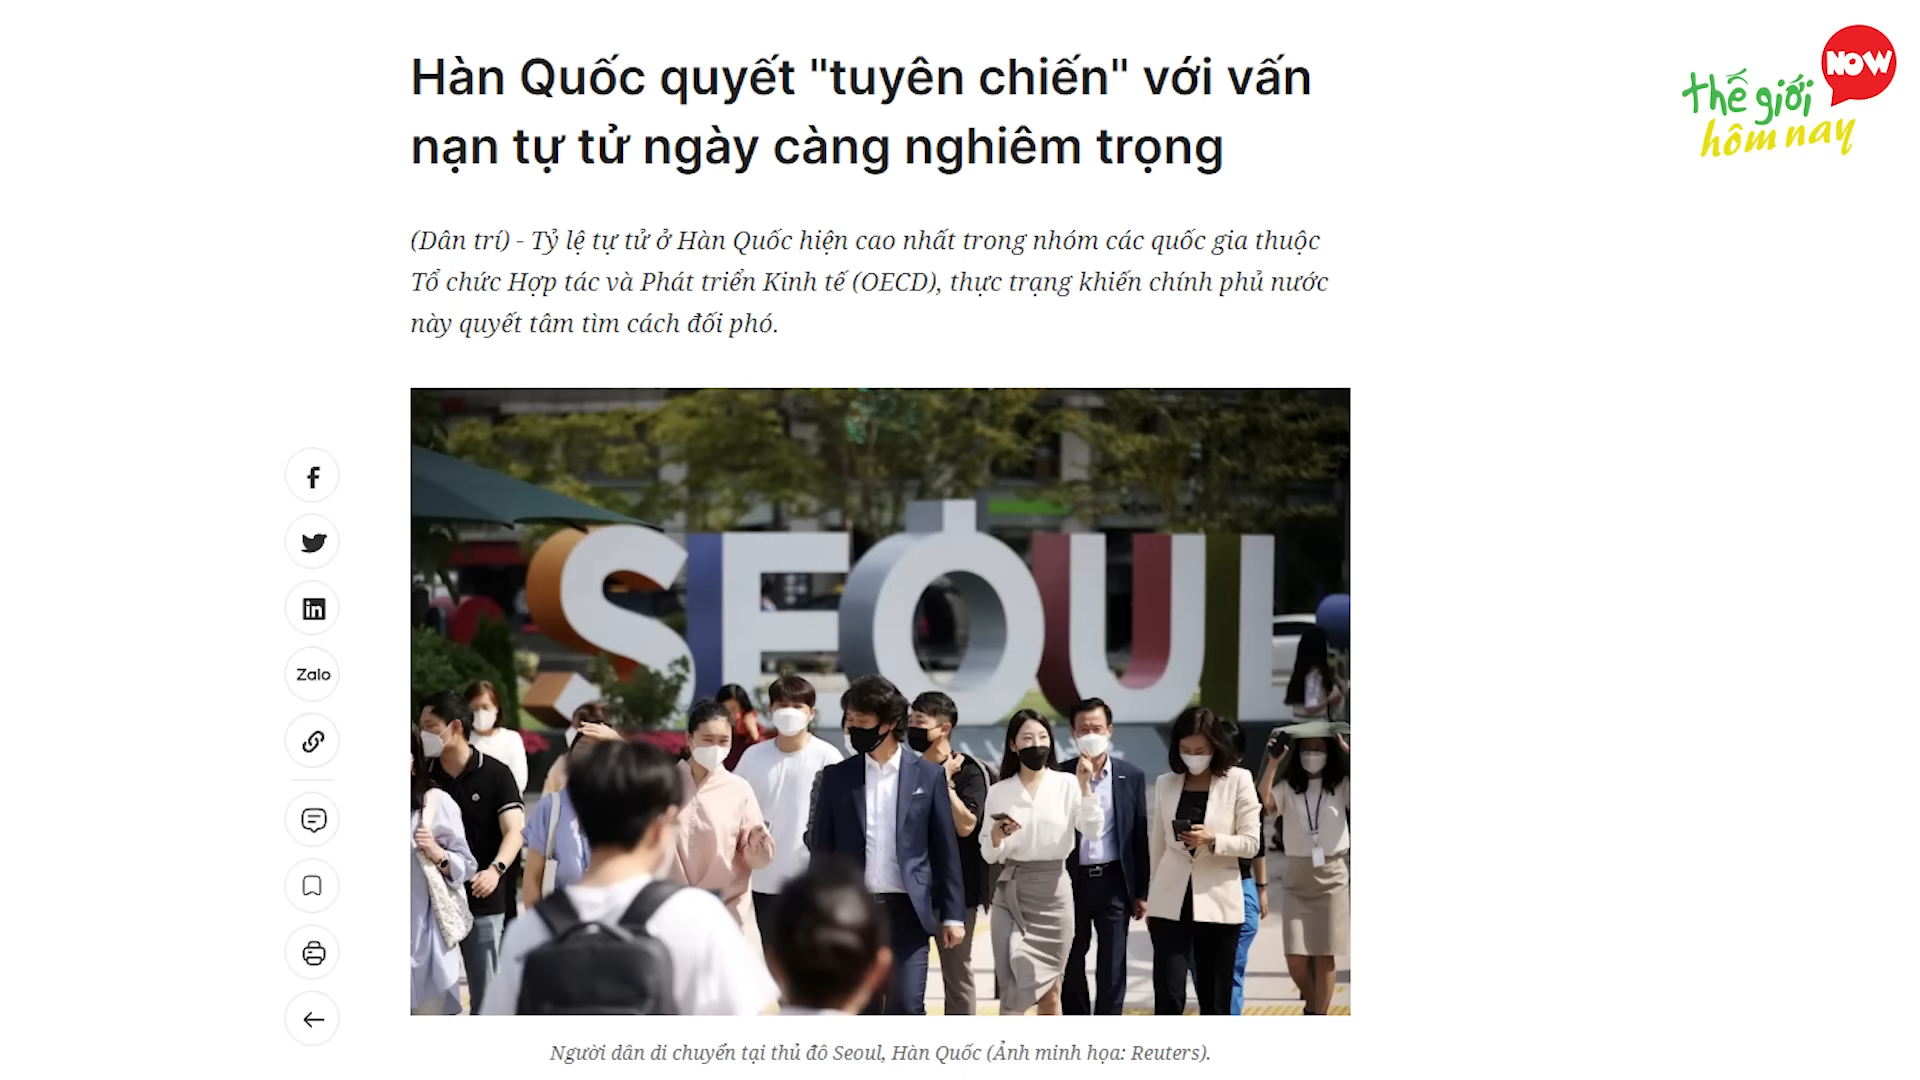 Hàn Quốc quyết "tuyên chiến" với vấn
nạn tự tử ngày càng nghiêm trọng
NOW
thế giới
hôm nay
(Dân trí) - Tỷ lệ tự tử ở Hàn Quốc hiện cao nhất trong nhóm các quốc gia thuộc
Tổ chức Hợp tác và Phát triển Kinh tế (OECD), thực trạng khiến chính phủ nước
này quyết tâm tìm cách đối phó.
SEOUL
Zalo
Người dân di chuyển tại thủ đô Seoul, Hàn Quốc (Ảnh minh họa: Reuters).